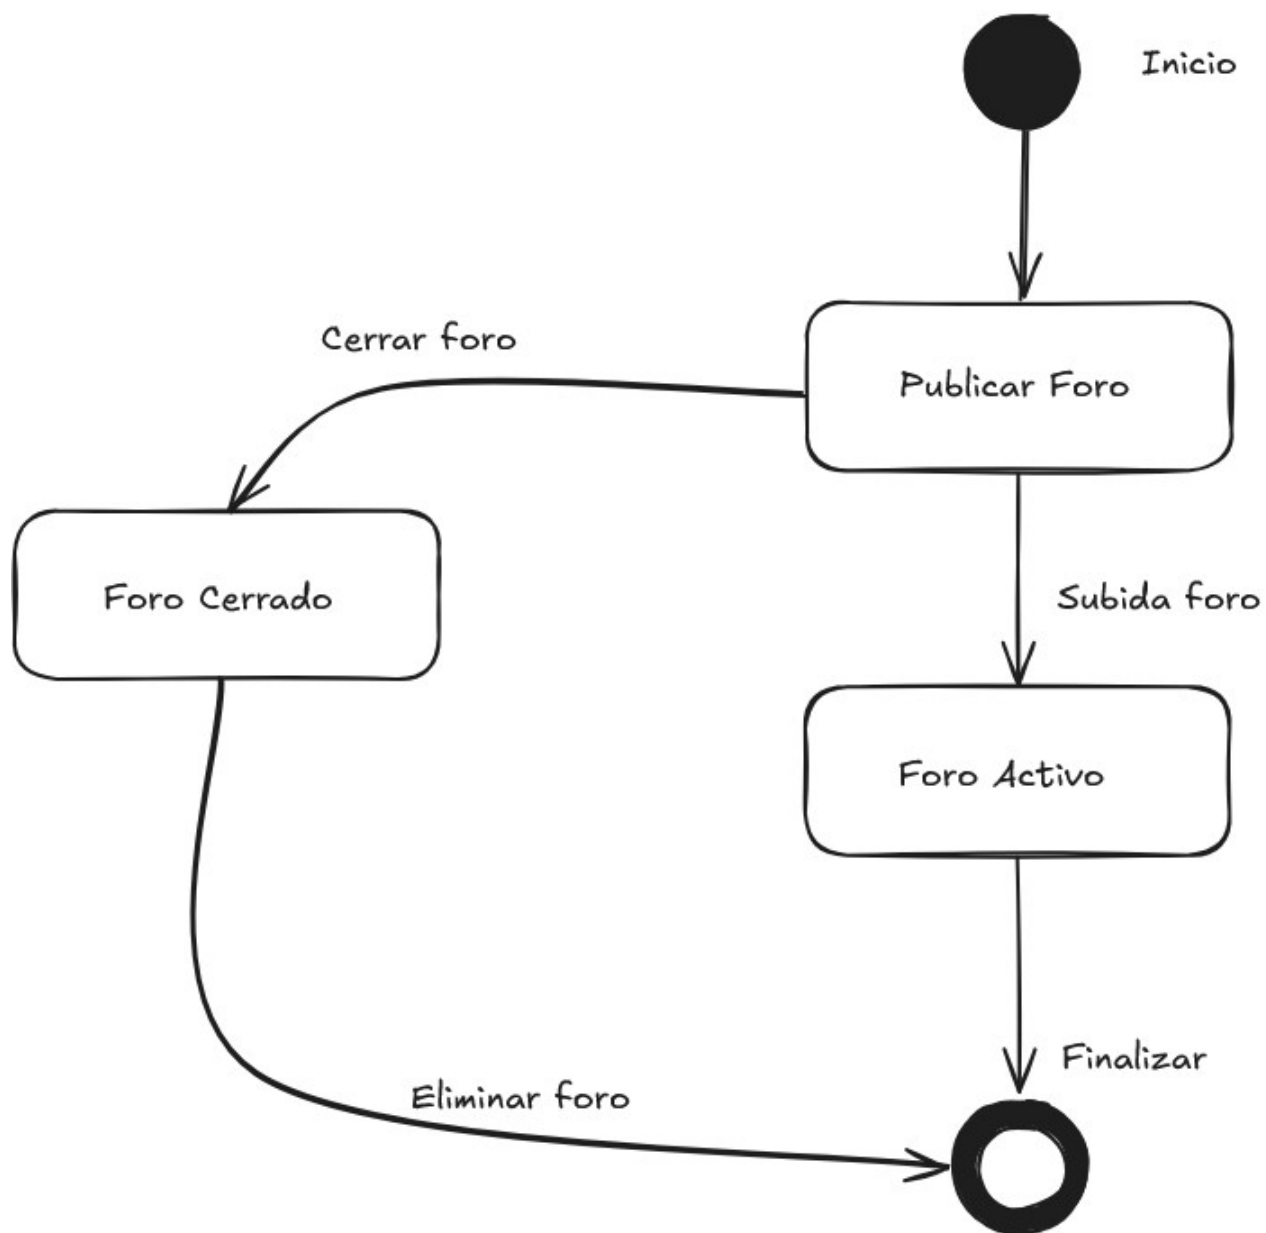 Inicio
Cerrar foro
Publicar Foro
Foro Cerrado
Subida foro
Foro Activo
Finalizar
Eliminar foro